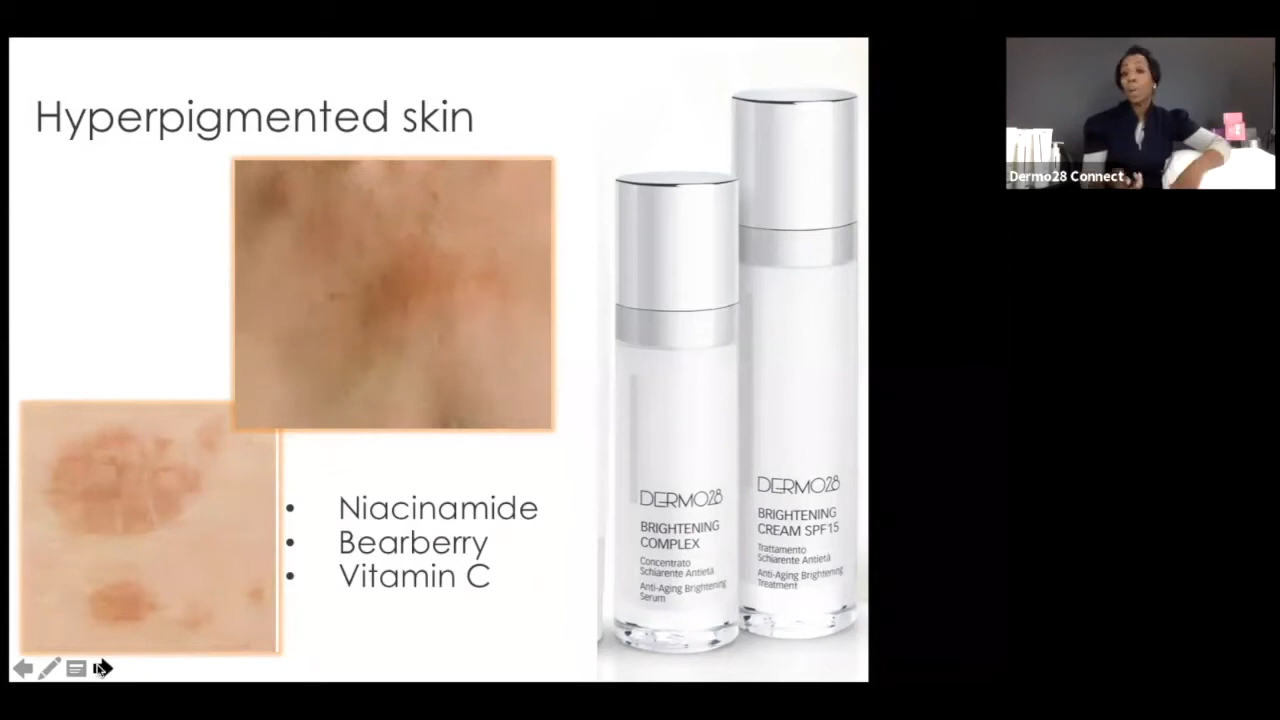 Hyperpigmented skin
• Niacinamide
• Bearberry
• Vitamin C
DERMO28
BRIGHTENING
COMPLEX
Concentrato
Schiarente Antietà
Anti-Aging Brightening
Serum
DERMO28
BRIGHTENING
CREAM SPF15
Trattamento
Schiarente Antietà
Anti-Aging Brightening
Treatment
Dermo28 Connect